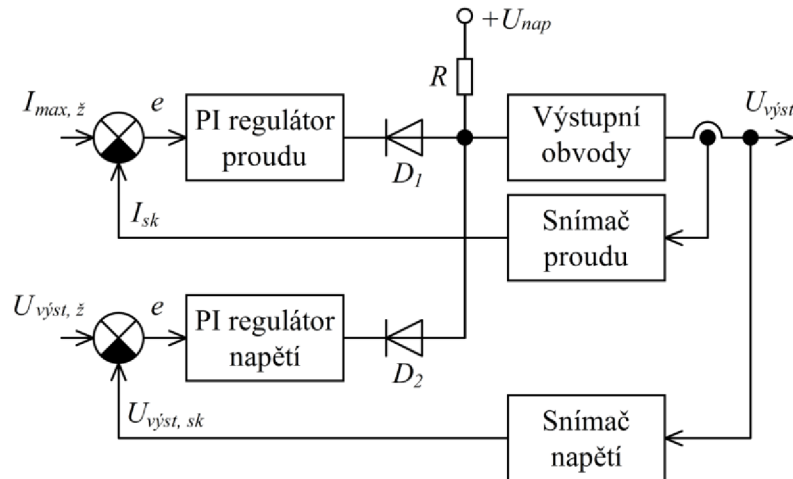 +U_nap
I_max, ž
e
PI regulátor
proudu
D_1
R
Výstupní
obvody
U_výst
I_sk
Snímač
proudu
U_výst, ž
e
PI regulátor
napětí
D_2
U_výst, sk
Snímač
napětí